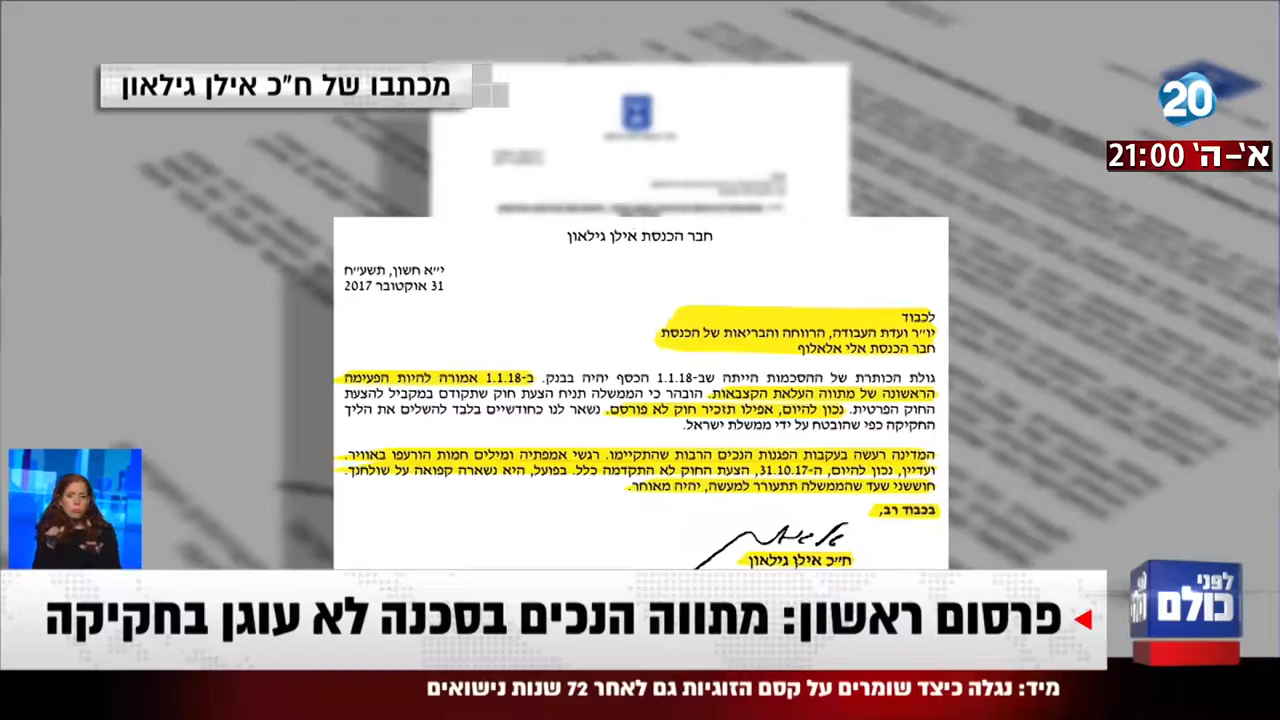 מכתבו של ח"כ אילן גילאון
20
א'-ה' 21:00
חבר הכנסת אילן גילאון
י"א חשון, תשע"ח
31 אוקטובר 2017
לכבוד
יו"ר ועדת העבודה, הרווחה והבריאות של הכנסת
חבר הכנסת אלי אלאלוף
גולת הכותרת של ההסכמות הייתה שב-1.1.18 הכסף יהיה בבנק. ב-1.1.18 אמורה להיות הפעימה
הראשונה של מתווה העלאת הקצבאות. הובהר כי הממשלה תניח הצעת חוק שתקודם במקביל להצעת
החוק הפרטית. נכון להיום, אפילו תזכיר חוק לא פורסם. נשאר לנו כחודשיים בלבד להשלים את הליך
החקיקה כפי שהובטח על ידי ממשלת ישראל.
המדינה רעשה בעקבות הפגנות הנכים הרבות שהתקיימו. רגשי אמפתיה ומילים חמות הורעפו באוויר.
ועדיין, נכון להיום, ה-31.10.17, הצעת החוק לא התקדמה כלל. בפועל, היא נשארה קפואה על שולחנך.
חוששני שעד שהממשלה תתעורר למעשה, יהיה מאוחר.
בכבוד רב,
ח"כ אילן גילאון
לפני
כולם
פרסום ראשון: מתווה הנכים בסכנה לא עוגן בחקיקה
מיד: נגלה כיצד שומרים על קסם הזוגיות גם לאחר 72 שנות נישואים